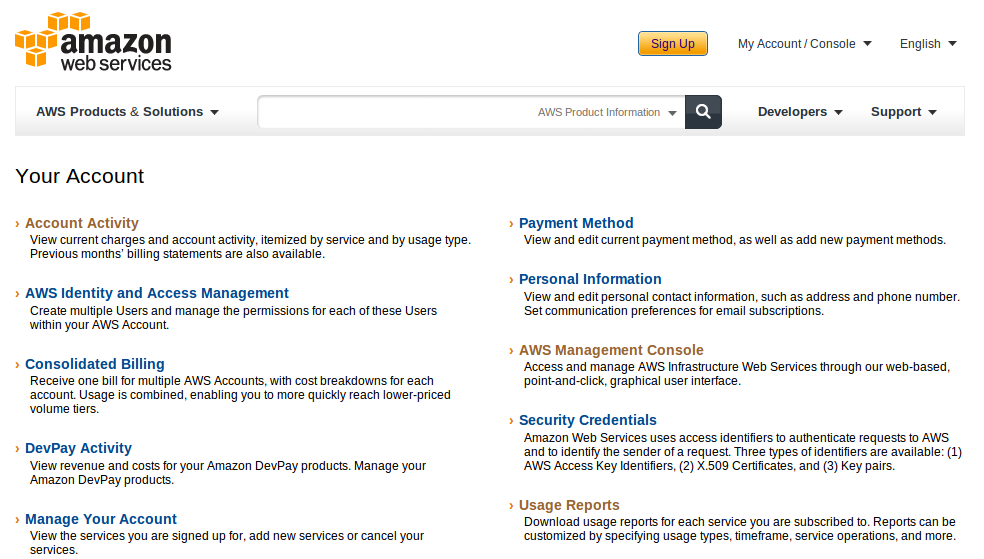 amazon
web services
Sign Up
My Account / Console
English
AWS Products & Solutions
AWS Product Information
Developers
Support
Your Account
› Account Activity
View current charges and account activity, itemized by service and by usage type.
Previous months' billing statements are also available.
› AWS Identity and Access Management
Create multiple Users and manage the permissions for each of these Users
within your AWS Account.
› Consolidated Billing
Receive one bill for multiple AWS Accounts, with cost breakdowns for each
account. Usage is combined, enabling you to more quickly reach lower-priced
volume tiers.
› DevPay Activity
View revenue and costs for your Amazon DevPay products. Manage your
Amazon DevPay products.
› Manage Your Account
View the services you are signed up for, add new services or cancel your
services.
› Payment Method
View and edit current payment method, as well as add new payment methods.
› Personal Information
View and edit personal contact information, such as address and phone number.
Set communication preferences for email subscriptions.
› AWS Management Console
Access and manage AWS Infrastructure Web Services through our web-based,
point-and-click, graphical user interface.
› Security Credentials
Amazon Web Services uses access identifiers to authenticate requests to AWS
and to identify the sender of a request. Three types of identifiers are available: (1)
AWS Access Key Identifiers, (2) X.509 Certificates, and (3) Key pairs.
› Usage Reports
Download usage reports for each service you are subscribed to. Reports can be
customized by specifying usage types, timeframe, service operations, and more.